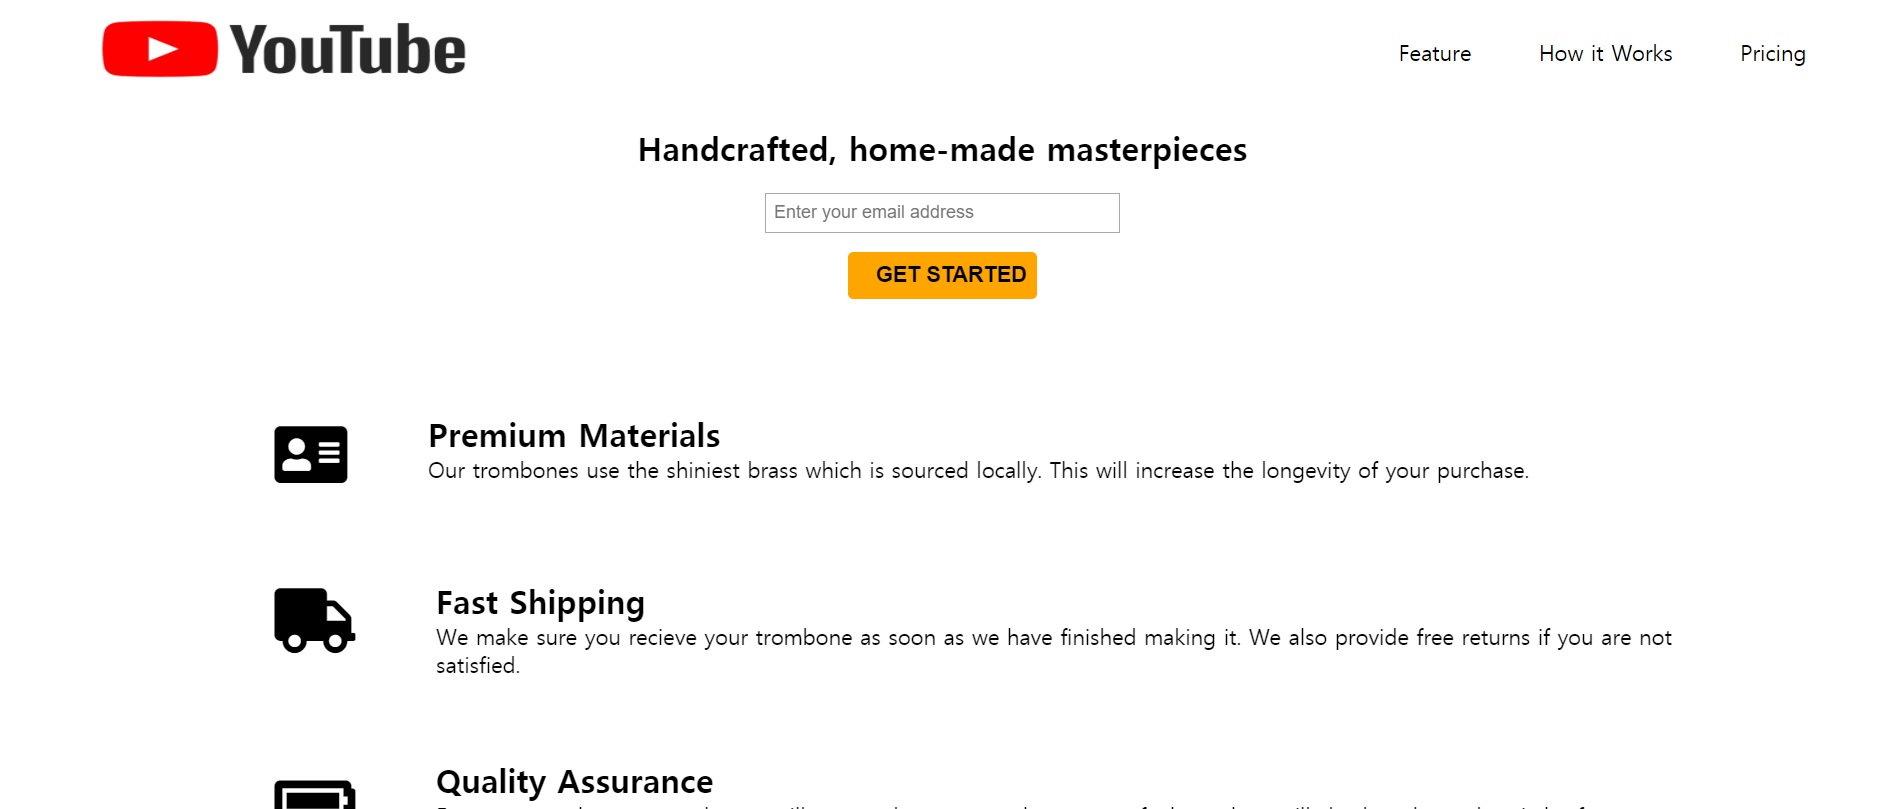 YouTube
Feature How it Works Pricing
Handcrafted, home-made masterpieces
Enter your email address
GET STARTED
Premium Materials
Our trombones use the shiniest brass which is sourced locally. This will increase the longevity of your purchase.
Fast Shipping
We make sure you recieve your trombone as soon as we have finished making it. We also provide free returns if you are not
satisfied.
Quality Assurance